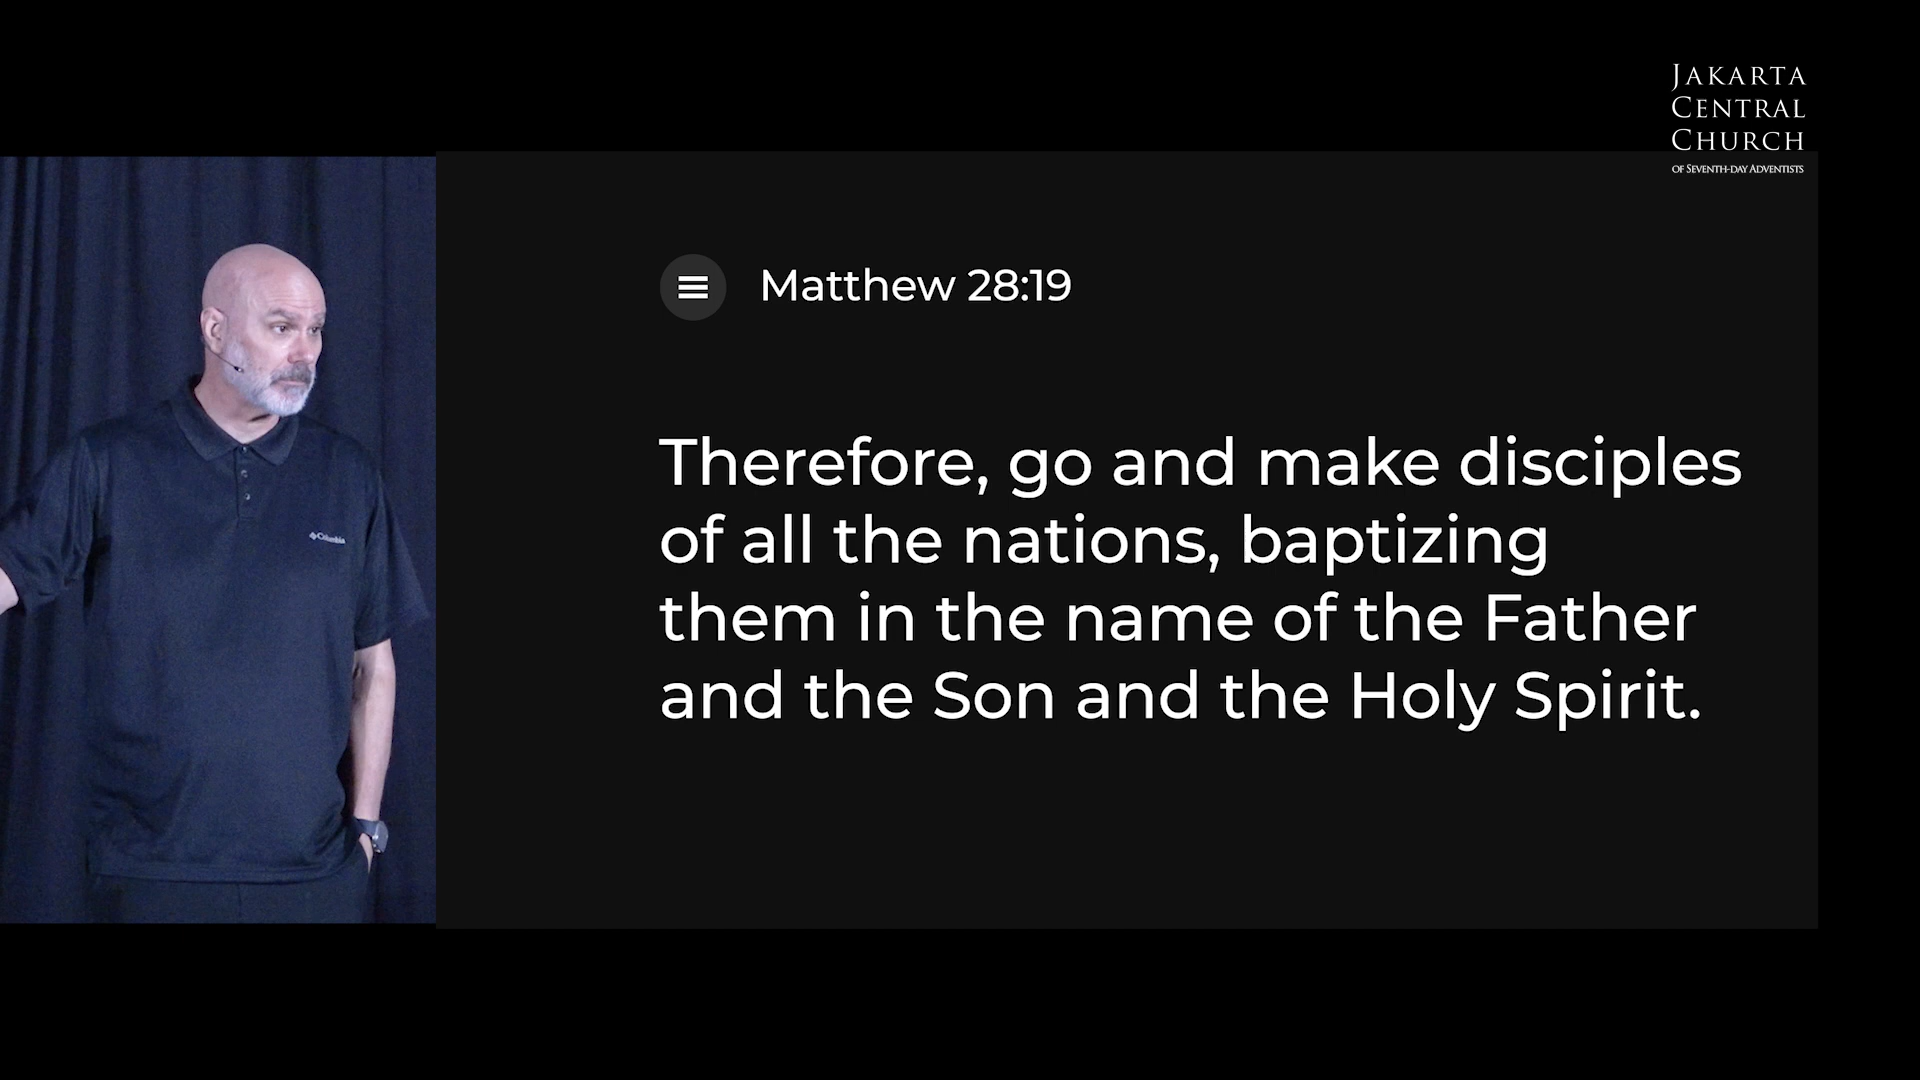 JAKARTA
CENTRAL
CHURCH
OF SEVENTH-DAY ADVENTISTS
Matthew 28:19
Therefore, go and make disciples
of all the nations, baptizing
them in the name of the Father
and the Son and the Holy Spirit.
Columbia